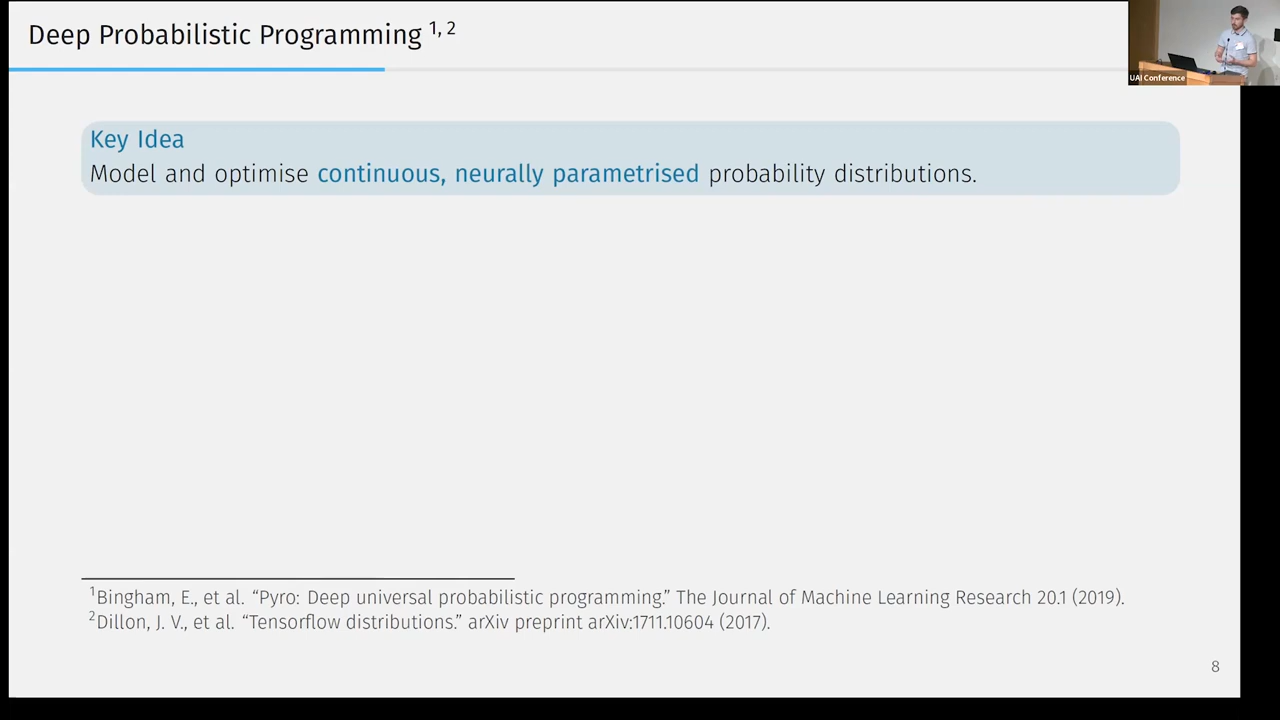 Deep Probabilistic Programming 1, 2
UAI Conference
Key Idea
Model and optimise continuous, neurally parametrised probability distributions.
1Bingham, E., et al. “Pyro: Deep universal probabilistic programming.” The Journal of Machine Learning Research 20.1 (2019).
2Dillon, J. V., et al. “Tensorflow distributions.” arXiv preprint arXiv:1711.10604 (2017).
8